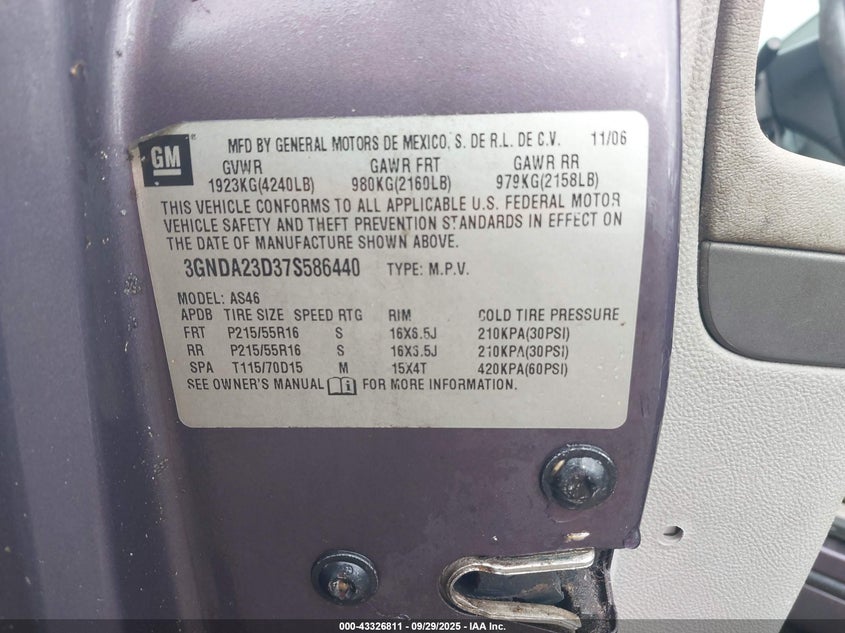 GM
MFD BY GENERAL MOTORS DE MEXICO, S. DE R.L. DE C.V. 11/06
GVWR GAWR FRT GAWR RR
1923KG(4240LB) 980KG(2160LB) 979KG(2158LB)
THIS VEHICLE CONFORMS TO ALL APPLICABLE U.S. FEDERAL MOTOR
VEHICLE SAFETY AND THEFT PREVENTION STANDARDS IN EFFECT ON
THE DATE OF MANUFACTURE SHOWN ABOVE.
3GNDA23D37S586440 TYPE: M.P.V.
MODEL: AS46
APDB TIRE SIZE SPEED RTG RIM COLD TIRE PRESSURE
FRT P215/55R16 S 16X6.5J 210KPA(30PSI)
RR P215/55R16 S 16X6.5J 210KPA(30PSI)
SPA T115/70D15 M 15X4T 420KPA(60PSI)
SEE OWNER'S MANUAL FOR MORE INFORMATION.
000-43326811 - 09/29/2025 - IAA Inc.